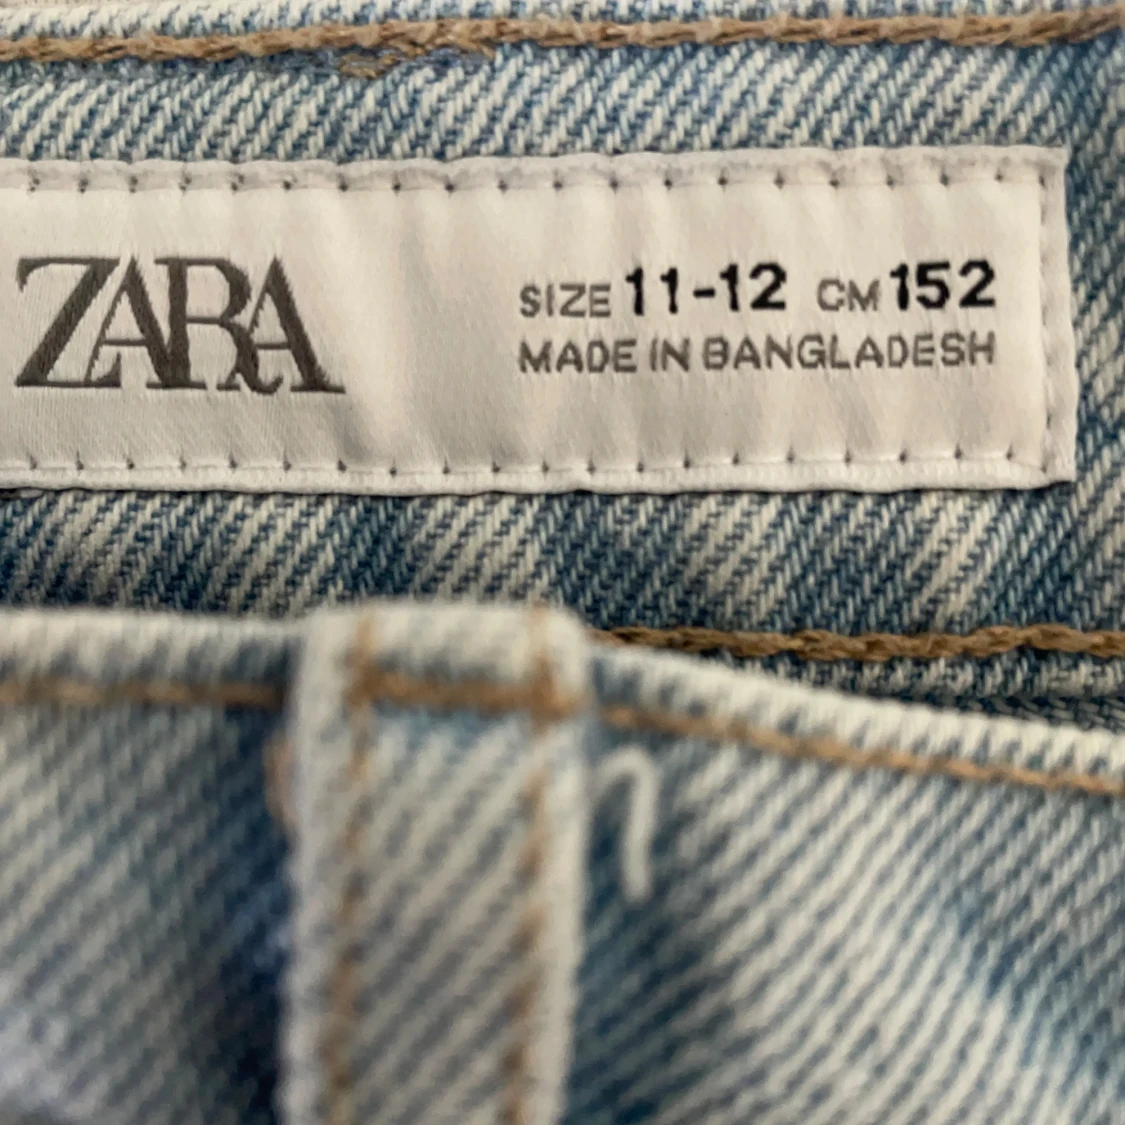 ZARA
SIZE 11-12 CM 152
MADE IN BANGLADESH